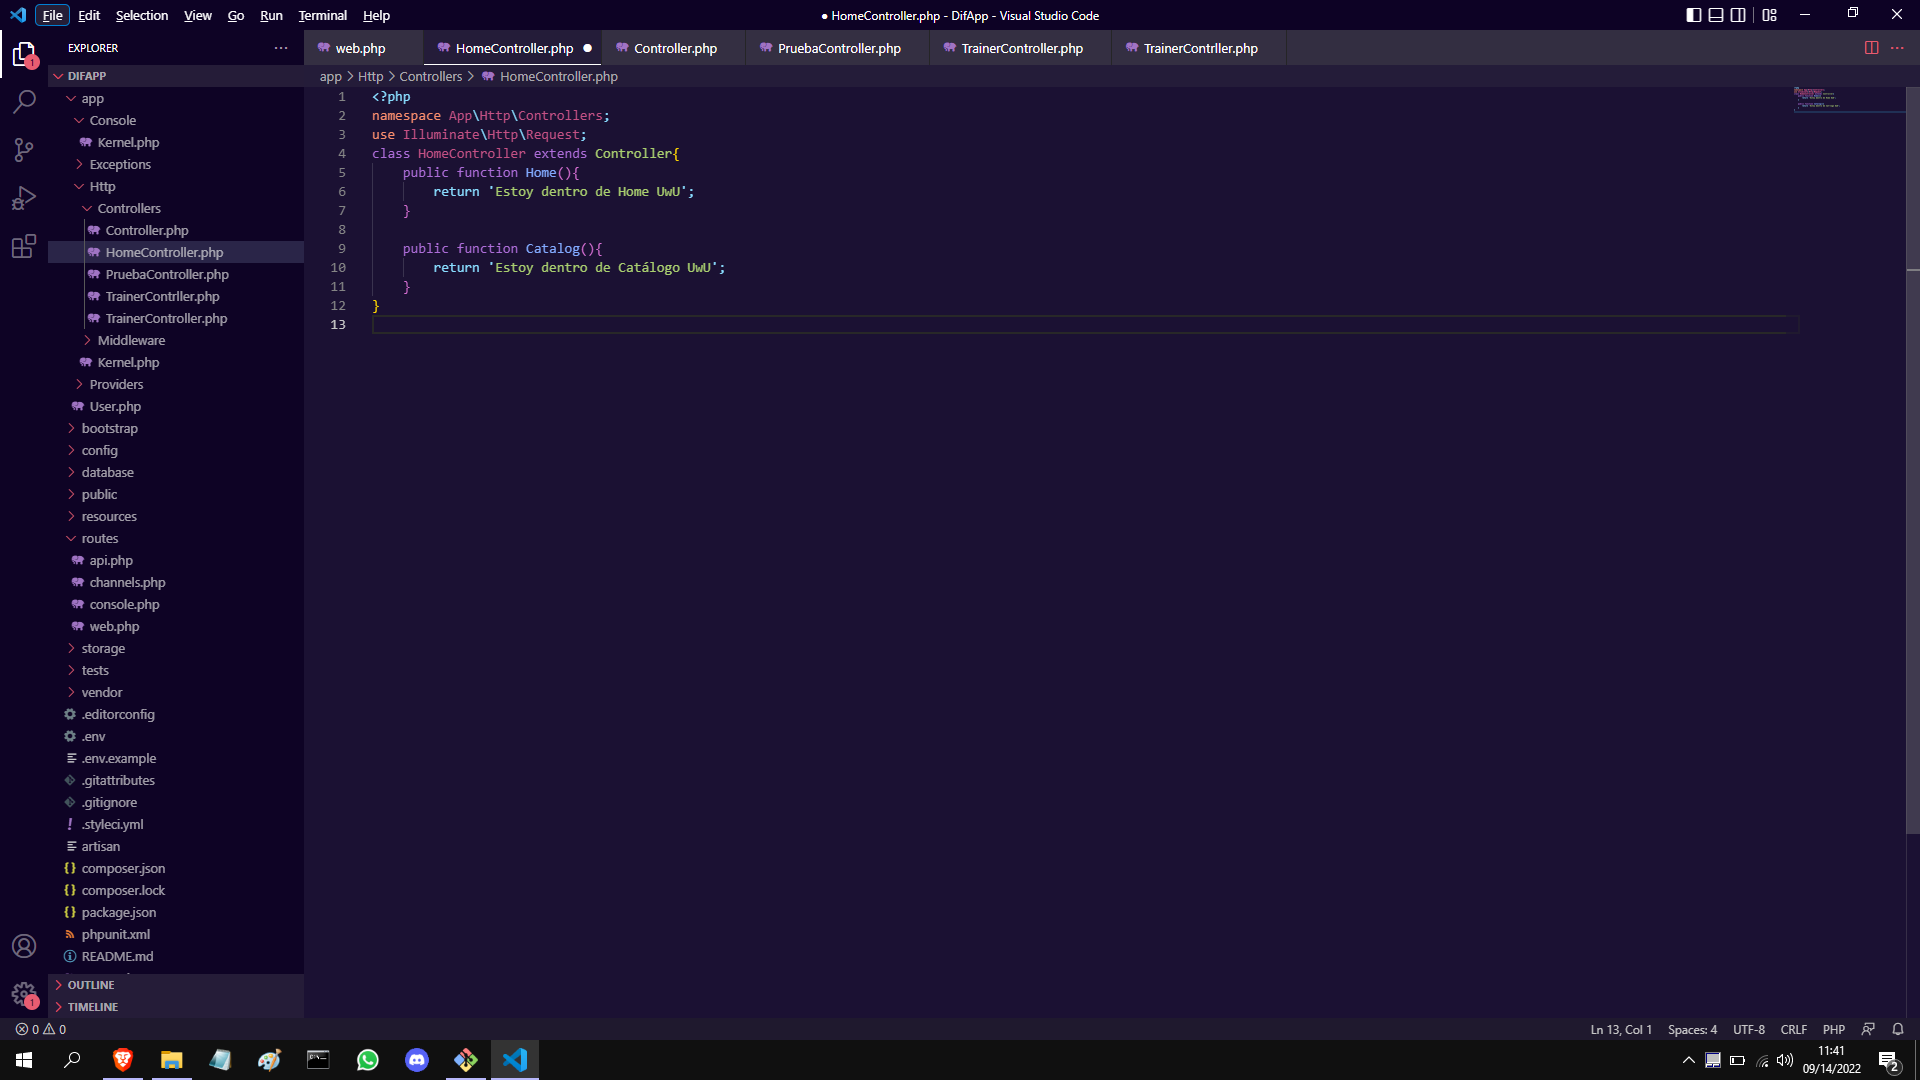 File Edit Selection View Go Run Terminal Help
● HomeController.php - DifApp - Visual Studio Code
EXPLORER
web.php HomeController.php Controller.php PruebaController.php TrainerController.php TrainerContrller.php
1
DIFAPP
app > Http > Controllers > HomeController.php
app
Console
Kernel.php
Exceptions
Http
Controllers
Controller.php
HomeController.php
PruebaController.php
TrainerContrller.php
TrainerController.php
Middleware
Kernel.php
Providers
User.php
bootstrap
config
database
public
resources
routes
api.php
channels.php
console.php
web.php
storage
tests
vendor
.editorconfig
.env
.env.example
.gitattributes
.gitignore
.styleci.yml
artisan
composer.json
composer.lock
package.json
phpunit.xml
README.md
OUTLINE
TIMELINE
1
1 <?php
2 namespace App\Http\Controllers;
3 use Illuminate\Http\Request;
4 class HomeController extends Controller{
5 public function Home(){
6 return 'Estoy dentro de Home UwU';
7 }
8
9 public function Catalog(){
10 return 'Estoy dentro de Catálogo UwU';
11 }
12 }
13
0 0
Ln 13, Col 1 Spaces: 4 UTF-8 CRLF PHP
11:41
09/14/2022
2